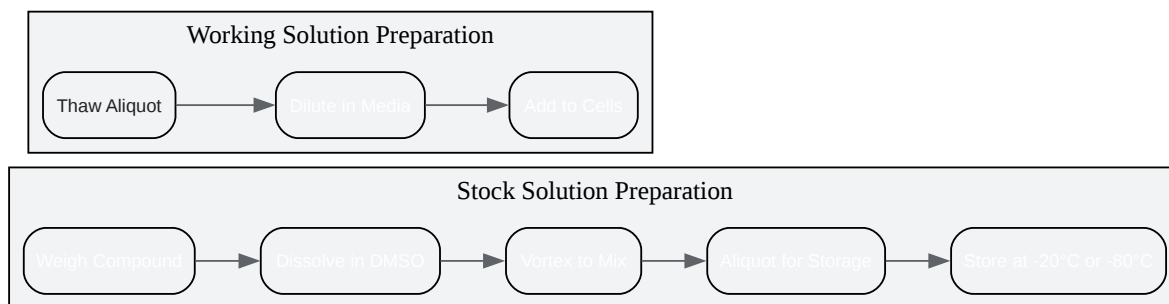 Working Solution Preparation
Thaw Aliquot
Dilute in Media
Add to Cells
Stock Solution Preparation
Weigh Compound
Dissolve in DMSO
Vortex to Mix
Aliquot for Storage
Store at -20°C or -80°C